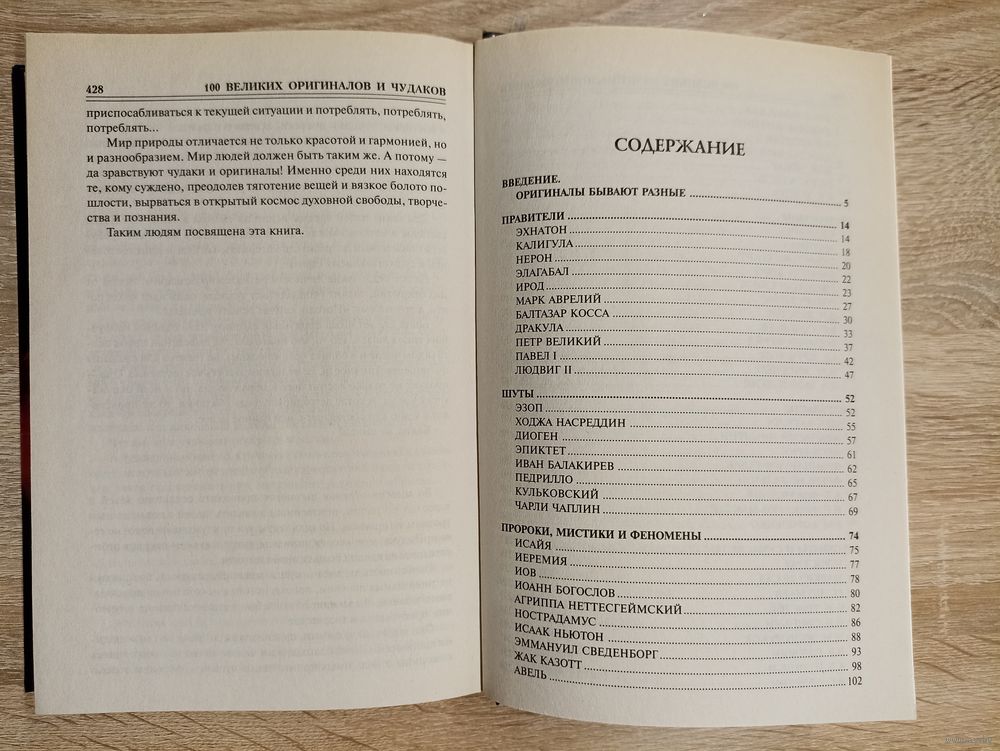 428 100 ВЕЛИКИХ ОРИГИНАЛОВ И ЧУДАКОВ
приспосабливаться к текущей ситуации и потреблять, потреблять,
потреблять...
Мир природы отличается не только красотой и гармонией, но
и разнообразием. Мир людей должен быть таким же. А потому —
да здравствуют чудаки и оригиналы! Именно среди них находятся
те, кому суждено, преодолев тяготение вещей и вязкое болото по-
шлости, вырваться в открытый космос духовной свободы, творче-
ства и познания.
Таким людям посвящена эта книга.
СОДЕРЖАНИЕ
ВВЕДЕНИЕ.
ОРИГИНАЛЫ БЫВАЮТ РАЗНЫЕ ... 5
ПРАВИТЕЛИ ... 14
ЭХНАТОН ... 14
КАЛИГУЛА ... 18
НЕРОН ... 20
ЭЛАГАБАЛ ... 22
ИРОД ... 23
МАРК АВРЕЛИЙ ... 27
БАЛТАЗАР КОССА ... 30
ДРАКУЛА ... 33
ПЕТР ВЕЛИКИЙ ... 37
ПАВЕЛ I ... 42
ЛЮДВИГ II ... 47
ШУТЫ ... 52
ЭЗОП ... 52
ХОДЖА НАСРЕДДИН ... 55
ДИОГЕН ... 57
ЭПИКТЕТ ... 61
ИВАН БАЛАКИРЕВ ... 62
ПЕДРИЛЛО ... 65
КУЛЬКОВСКИЙ ... 67
ЧАРЛИ ЧАПЛИН ... 69
ПРОРОКИ, МИСТИКИ И ФЕНОМЕНЫ ... 74
ИСАЙЯ ... 75
ИЕРЕМИЯ ... 77
ИОВ ... 78
ИОАНН БОГОСЛОВ ... 80
АГРИППА НЕТТЕСГЕЙМСКИЙ ... 82
НОСТРАДАМУС ... 86
ИСААК НЬЮТОН ... 88
ЭММАНУИЛ СВЕДЕНБОРГ ... 93
ЖАК КАЗОТТ ... 98
АВЕЛЬ ... 102